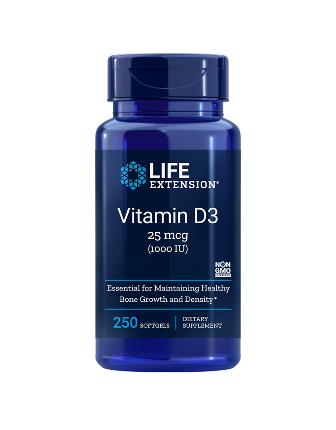 LIFE
EXTENSION®
Vitamin D3
25 mcg
(1000 IU)
NON
GMO
Essential for Maintaining Healthy
Bone Growth and Density*
250 SOFTGELS | DIETARY
SUPPLEMENT